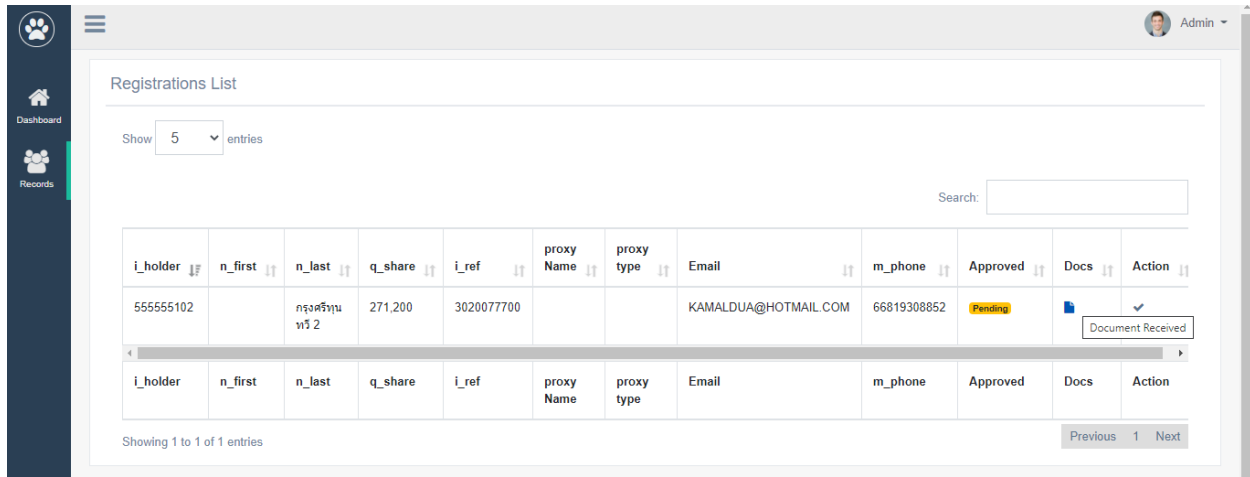 Admin
Dashboard
Records
Registrations List
Show 5 entries
Search:
i_holder n_first n_last q_share i_ref proxy Name proxy type Email m_phone Approved Docs Action
555555102 กรุงศรีทุนทวี 2 271,200 3020077700 KAMALDUA@HOTMAIL.COM 66819308852 Pending
Document Received
i_holder n_first n_last q_share i_ref proxy Name proxy type Email m_phone Approved Docs Action
Showing 1 to 1 of 1 entries
Previous 1 Next